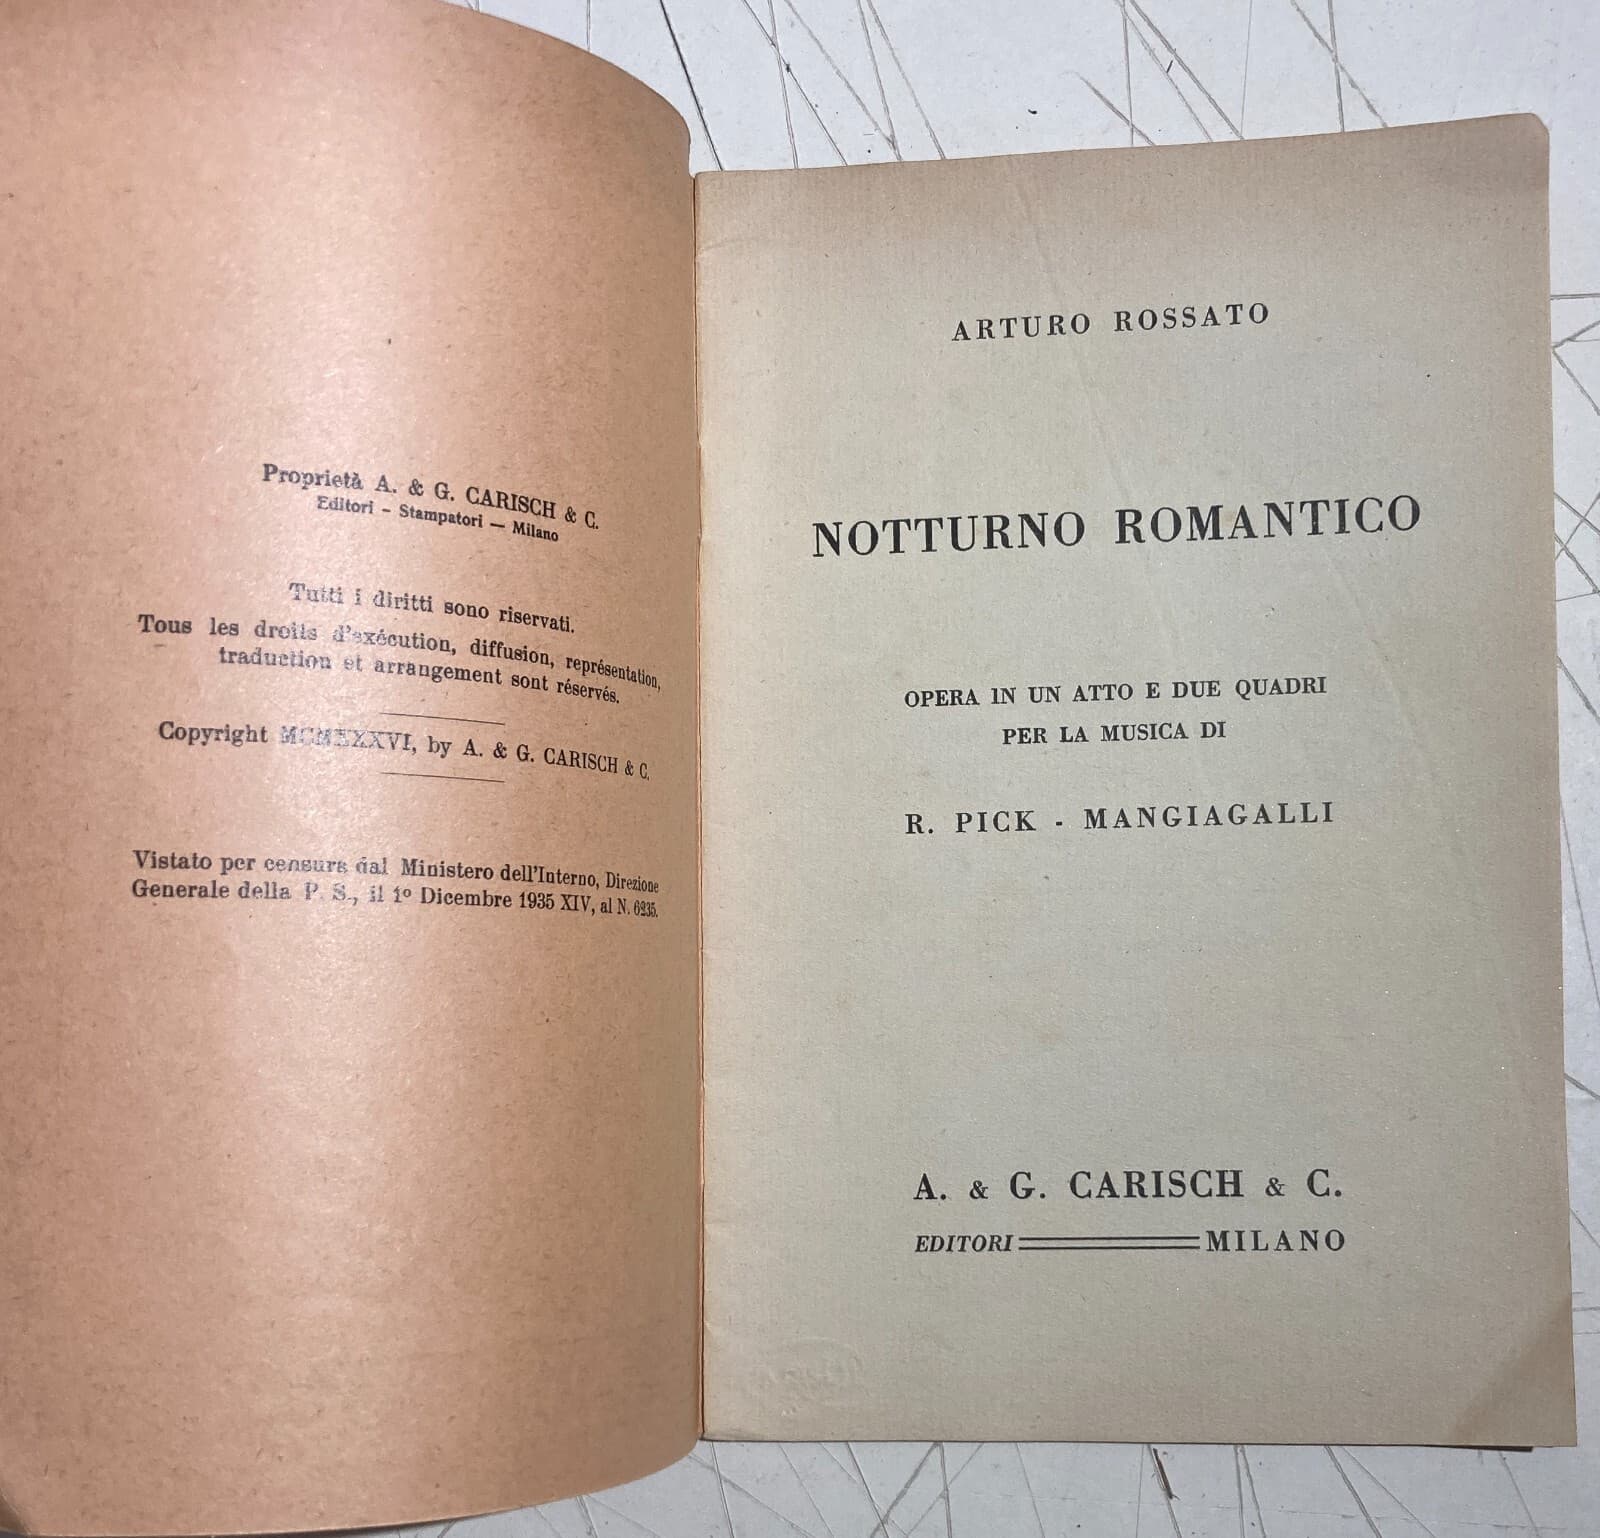 Proprietà A. & G. CARISCH & C.
Editori - Stampatori — Milano
Tutti i diritti sono riservati.
Tous les droits d'exécution, diffusion, représentation,
traduction et arrangement sont réservés.
Copyright MCMXXXVI, by A. & G. CARISCH & C.
Vistato per censura dal Ministero dell'Interno, Direzione
Generale della P. S., il 1º Dicembre 1935 XIV, al N. 6235.
ARTURO ROSSATO
NOTTURNO ROMANTICO
OPERA IN UN ATTO E DUE QUADRI
PER LA MUSICA DI
R. PICK - MANGIAGALLI
A. & G. CARISCH & C.
EDITORI MILANO